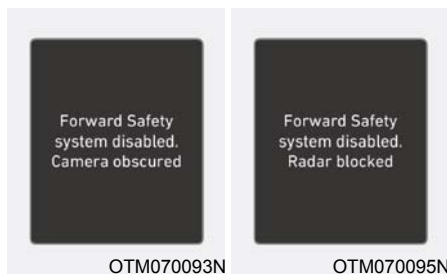 Forward Safety
system disabled.
Camera obscured
OTM070093N
Forward Safety
system disabled.
Radar blocked
OTM070095N